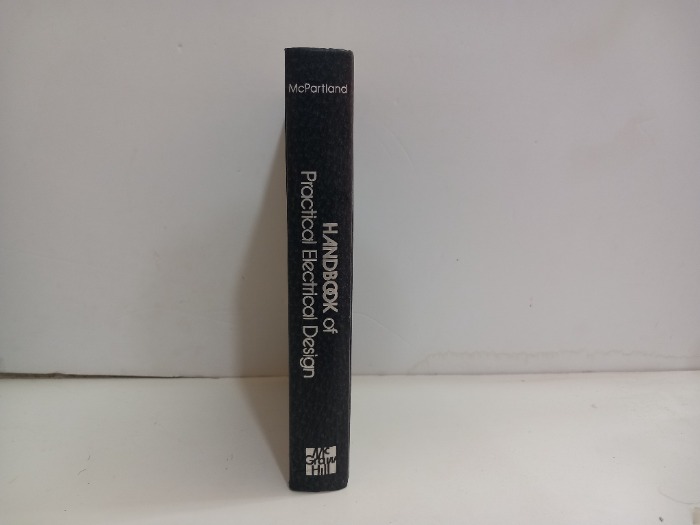 McPartland
HANDBOOK of
Practical Electrical Design
Mc
Graw
Hill